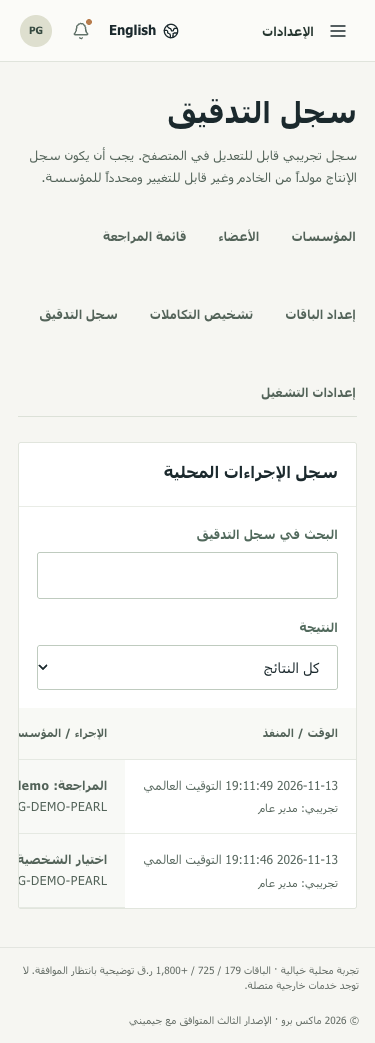 الإعدادات
English
PG
سجل التدقيق
سجل تجريبي قابل للتعديل في المتصفح. يجب أن يكون سجل
الإنتاج مولداً من الخادم وغير قابل للتغيير ومحدداً للمؤسسة.
المؤسسات الأعضاء قائمة المراجعة
إعداد الباقات تشخيص التكاملات سجل التدقيق
إعدادات التشغيل
سجل الإجراءات المحلية
البحث في سجل التدقيق
النتيجة
كل النتائج
الوقت / المنفذ الإجراء /
2026-11-13 19:11:49 التوقيت العالمي المراجعة:
تجريبي: مدير عام G-DEMO-PEARL
2026-11-13 19:11:46 التوقيت العالمي اختيار الشخصية
تجريبي: مدير عام G-DEMO-PEARL
تجربة محلية خيالية · الباقات 179 / 725 / +1,800 ر.ق توضيحية بانتظار الموافقة. لا
توجد خدمات خارجية متصلة.
© 2026 ماكس برو · الإصدار الثالث المتوافق مع جيميني